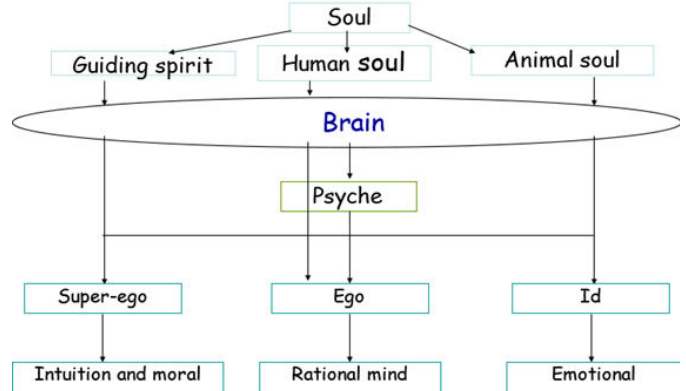 Soul
Guiding spirit
Human soul
Animal soul
Brain
Psyche
Super-ego
Ego
Id
Intuition and moral
Rational mind
Emotional